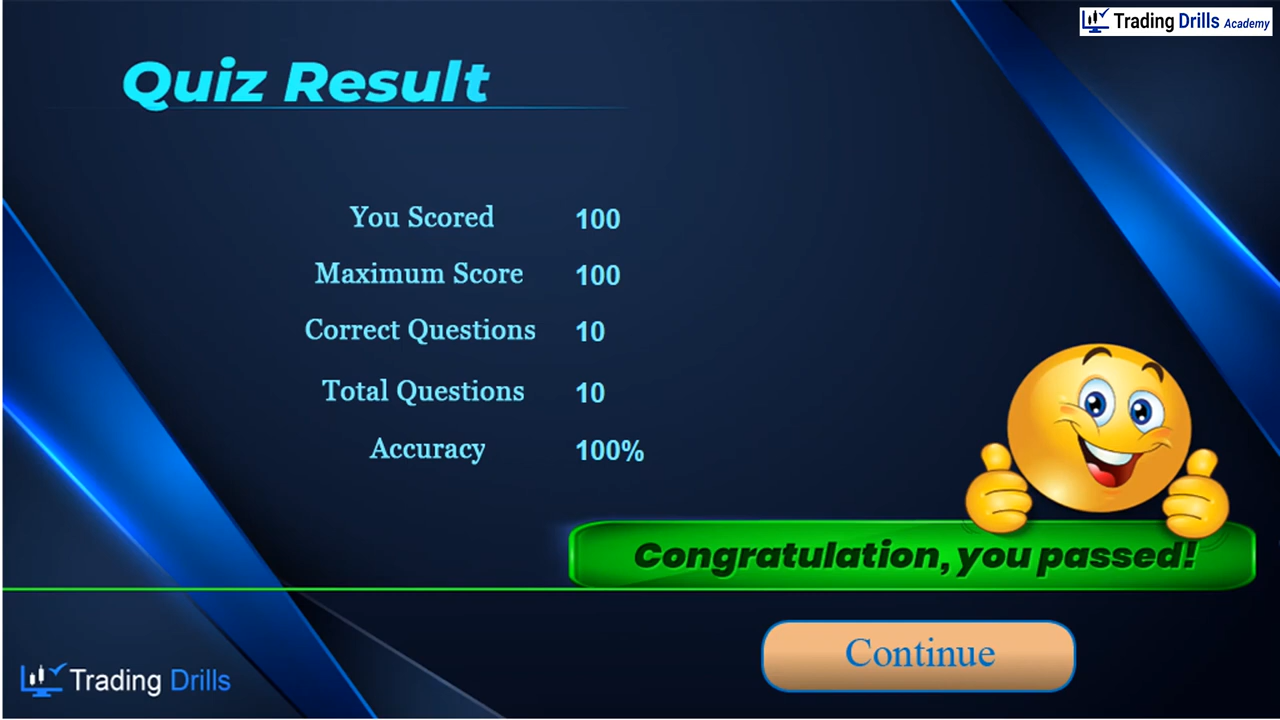 Trading Drills Academy
Quiz Result
You Scored 100
Maximum Score 100
Correct Questions 10
Total Questions 10
Accuracy 100%
Congratulation, you passed!
Continue
Trading Drills